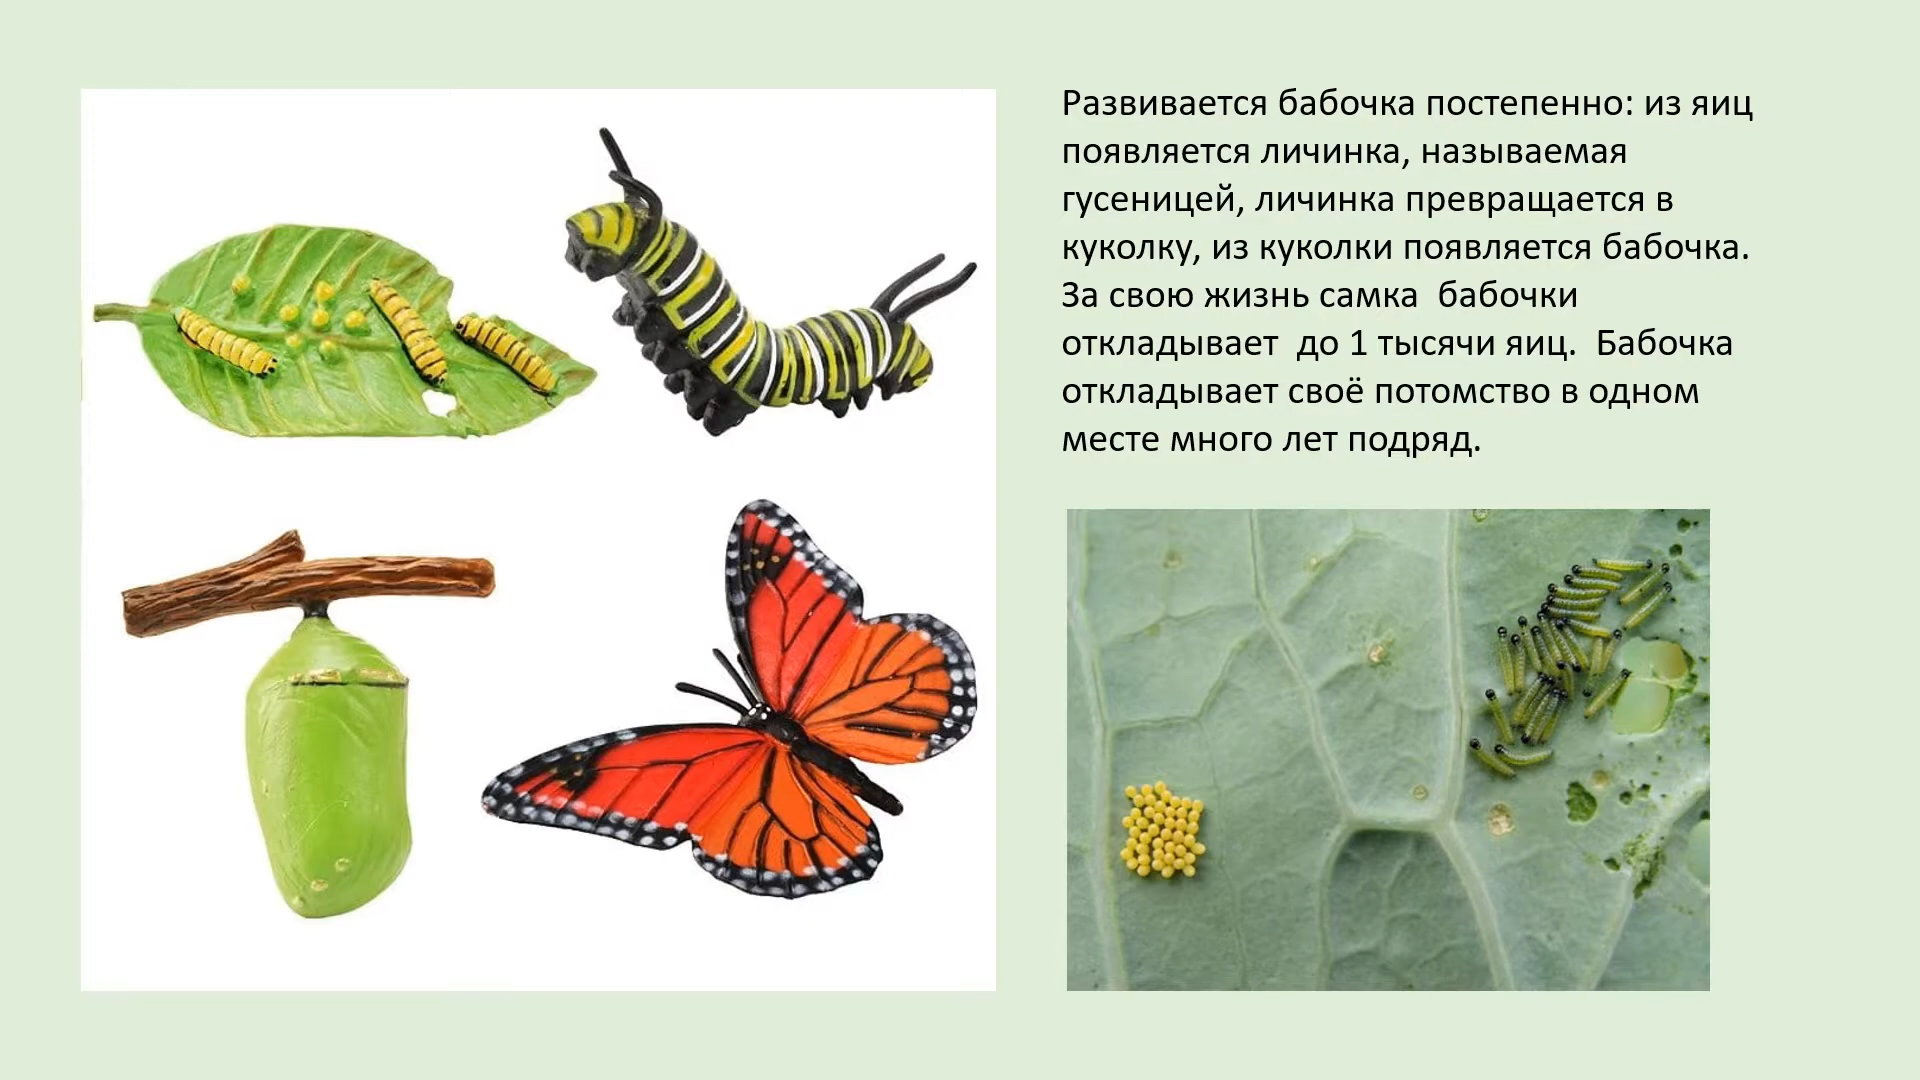 Развивается бабочка постепенно: из яиц
появляется личинка, называемая
гусеницей, личинка превращается в
куколку, из куколки появляется бабочка.
За свою жизнь самка  бабочки
откладывает  до 1 тысячи яиц.  Бабочка
откладывает своё потомство в одном
месте много лет подряд.